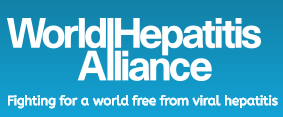 World Hepatitis
Alliance
Fighting for a world free from viral hepatitis